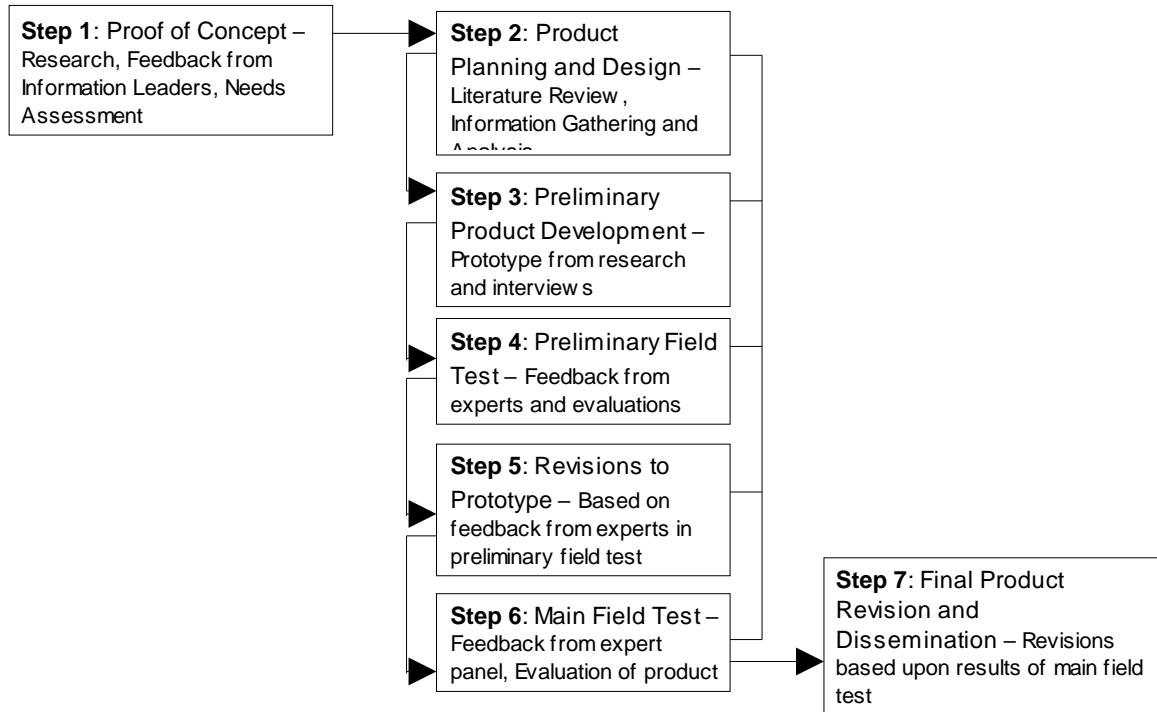 Step 1: Proof of Concept –
Research, Feedback from
Information Leaders, Needs
Assessment
Step 2: Product
Planning and Design –
Literature Review ,
Information Gathering and
Analysis
Step 3: Preliminary
Product Development –
Prototype from research
and interview s
Step 4: Preliminary Field
Test – Feedback from
experts and evaluations
Step 5: Revisions to
Prototype – Based on
feedback from experts in
preliminary field test
Step 6: Main Field Test –
Feedback from expert
panel, Evaluation of product
Step 7: Final Product
Revision and
Dissemination – Revisions
based upon results of main field
test